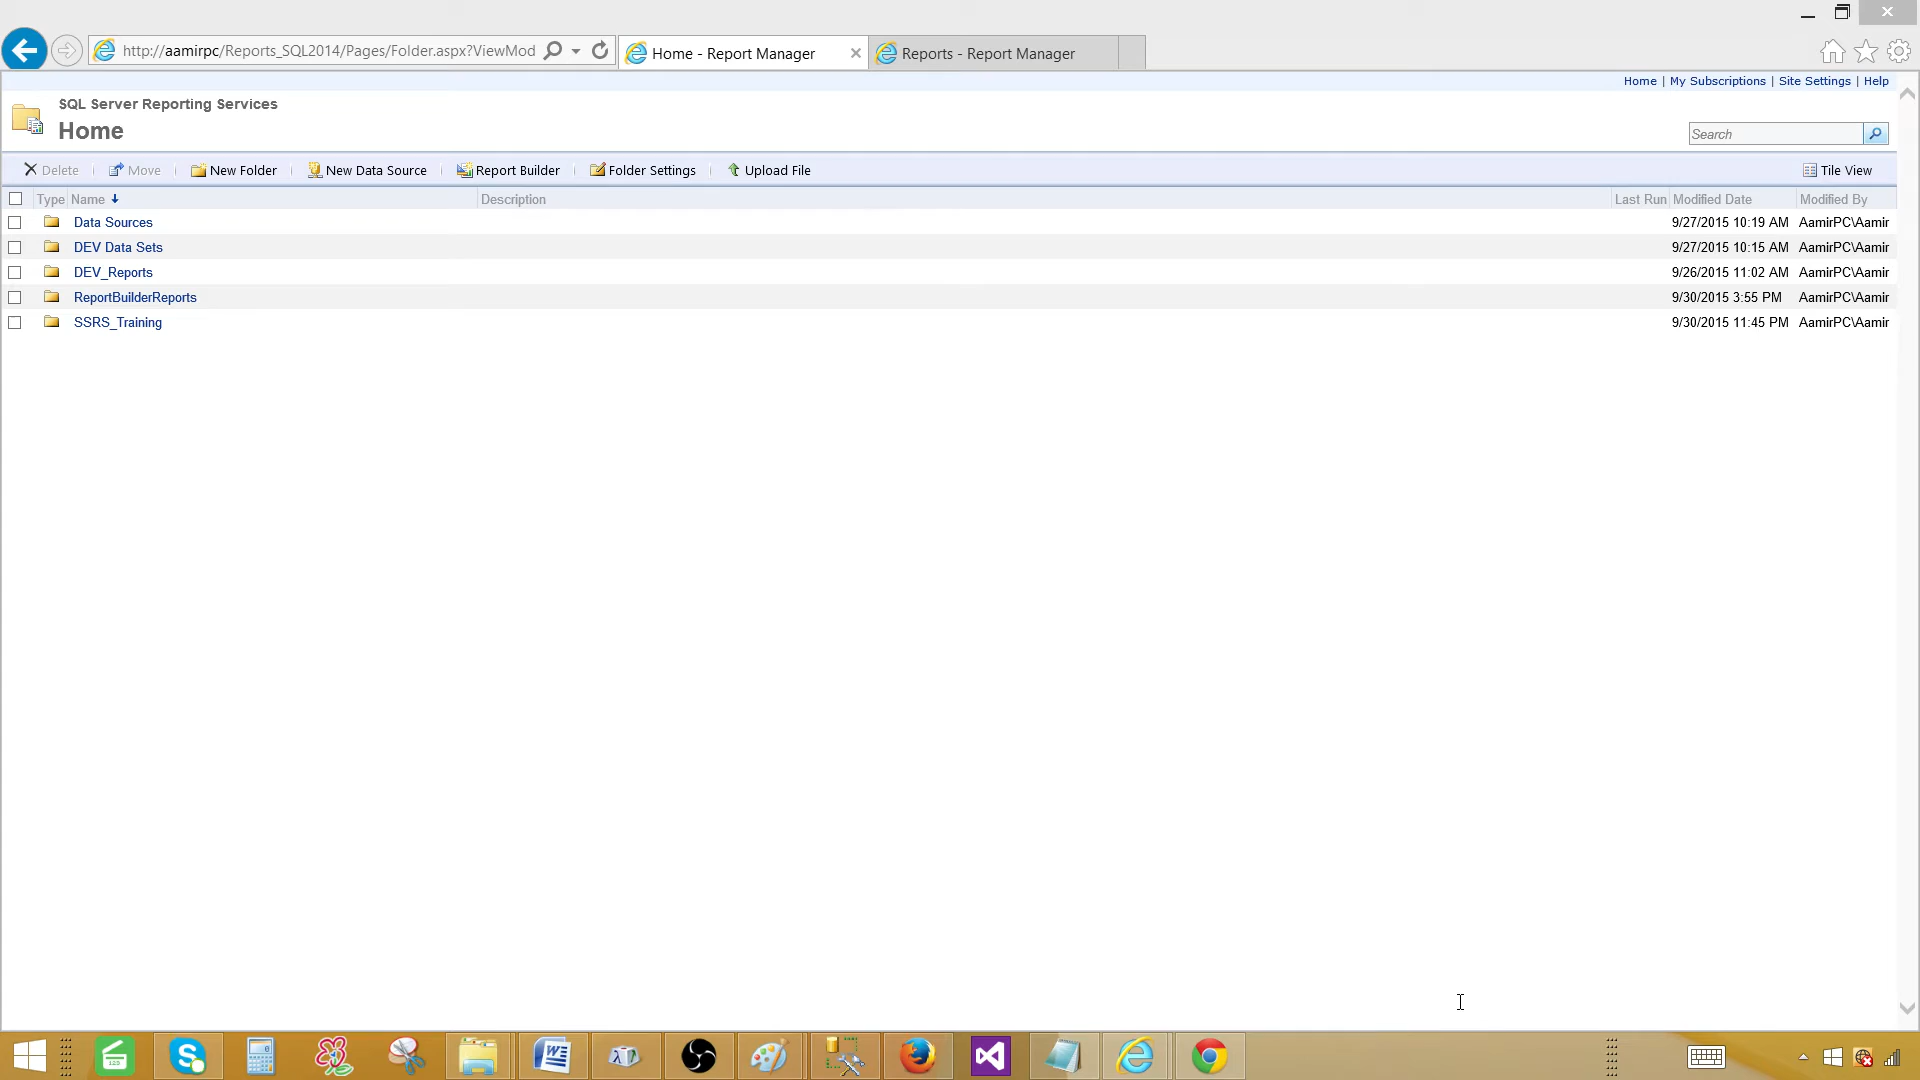 http://aamirpc/Reports_SQL2014/Pages/Folder.aspx?ViewMod
Home - Report Manager
Reports - Report Manager
Home | My Subscriptions | Site Settings | Help
SQL Server Reporting Services
Home
Search
Delete
Move
New Folder
New Data Source
Report Builder
Folder Settings
Upload File
Tile View
Type Name Description Last Run Modified Date Modified By
Data Sources 9/27/2015 10:19 AM AamirPC\Aamir
DEV Data Sets 9/27/2015 10:15 AM AamirPC\Aamir
DEV_Reports 9/26/2015 11:02 AM AamirPC\Aamir
ReportBuilderReports 9/30/2015 3:55 PM AamirPC\Aamir
SSRS_Training 9/30/2015 11:45 PM AamirPC\Aamir